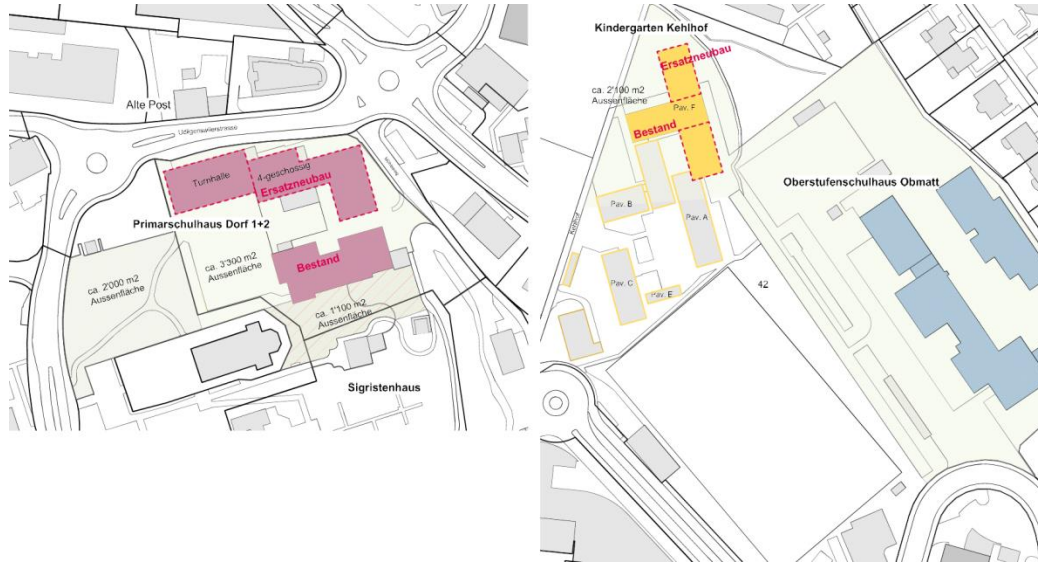 Alte Post
Udligenswilerstrasse
Turnhalle
4-geschossig
Ersatzneubau
Primarschulhaus Dorf 1+2
Bestand
ca. 3'300 m2
Aussenfläche
ca. 2'000 m2
Aussenfläche
ca. 1'100 m2
Aussenfläche
Sigristenhaus
Kindergarten Kehlhof
Ersatzneubau
ca. 2'100 m2
Aussenfläche
Pav. F
Bestand
Oberstufenschulhaus Obmatt
Pav. B
Pav. A
Kehlhof
Pav. C
Pav. E
42